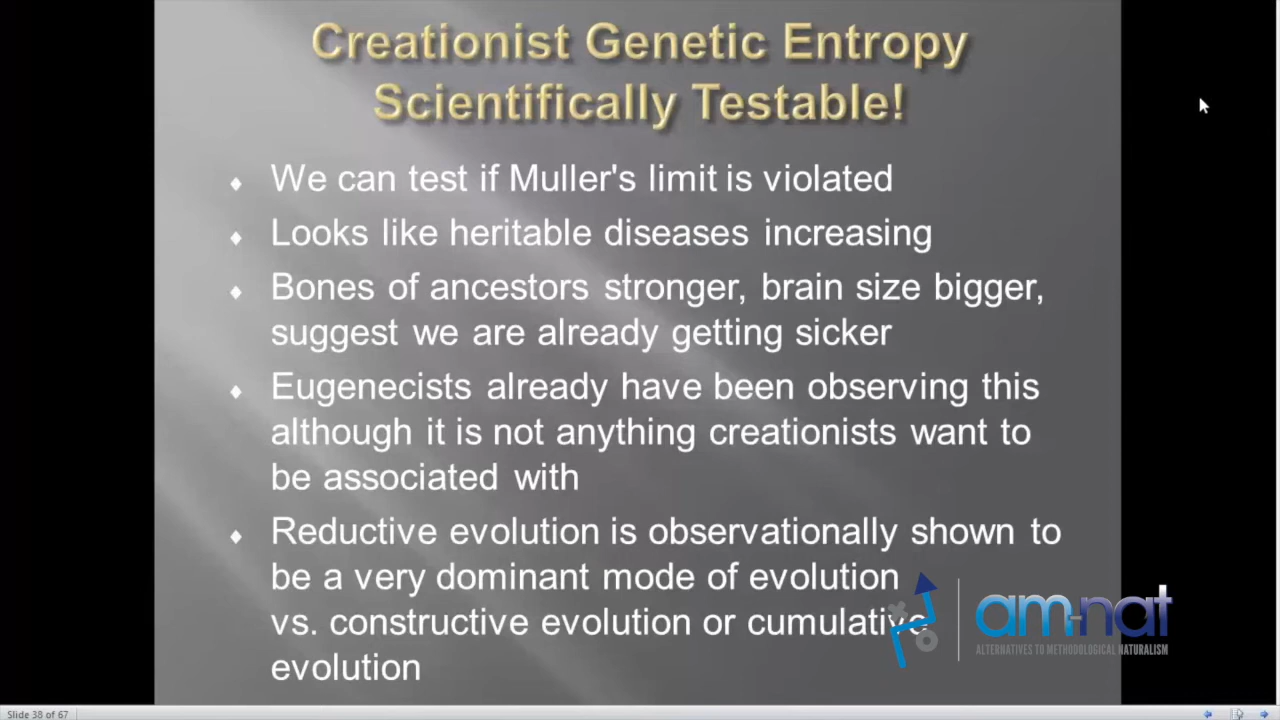 Creationist Genetic Entropy
Scientifically Testable!
We can test if Muller's limit is violated
Looks like heritable diseases increasing
Bones of ancestors stronger, brain size bigger,
suggest we are already getting sicker
Eugenecists already have been observing this
although it is not anything creationists want to
be associated with
Reductive evolution is observationally shown to
be a very dominant mode of evolution
vs. constructive evolution or cumulative
evolution
am-nat
ALTERNATIVES TO METHODOLOGICAL NATURALISM
Slide 38 of 67